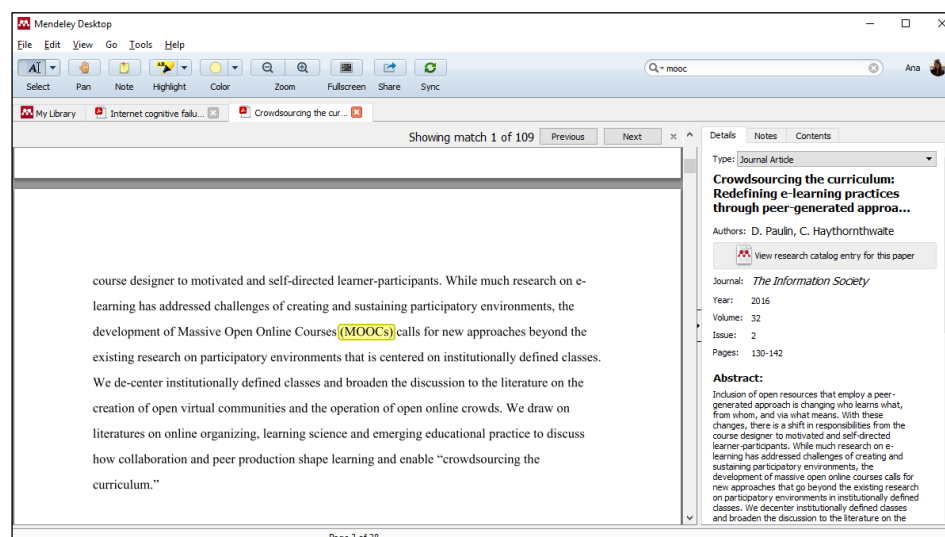 Mendeley Desktop
File Edit View Go Tools Help
Select Pan Note Highlight Color Zoom Fullscreen Share Sync
mooc
Ana
My Library
Internet cognitive failu...
Crowdsourcing the cur...
Showing match 1 of 109 Previous Next
course designer to motivated and self-directed learner-participants. While much research on e-
learning has addressed challenges of creating and sustaining participatory environments, the
development of Massive Open Online Courses (MOOCs) calls for new approaches beyond the
existing research on participatory environments that is centered on institutionally defined classes.
We de-center institutionally defined classes and broaden the discussion to the literature on the
creation of open virtual communities and the operation of open online crowds. We draw on
literatures on online organizing, learning science and emerging educational practice to discuss
how collaboration and peer production shape learning and enable “crowdsourcing the
curriculum.”
Details Notes Contents
Type: Journal Article
Crowdsourcing the curriculum:
Redefining e-learning practices
through peer-generated approa...
Authors: D. Paulin, C. Haythornthwaite
View research catalog entry for this paper
Journal: The Information Society
Year: 2016
Volume: 32
Issue: 2
Pages: 130-142
Abstract:
Inclusion of open resources that employ a peer-
generated approach is changing who learns what,
from whom, and via what means. With these
changes, there is a shift in responsibilities from the
course designer to motivated and self-directed
learner-participants. While much research on e-
learning has addressed challenges of creating and
sustaining participatory environments, the
development of massive open online courses calls for
new approaches that go beyond the existing research
on participatory environments in institutionally defined
classes. We decenter institutionally defined classes
and broaden the discussion to the literature on the